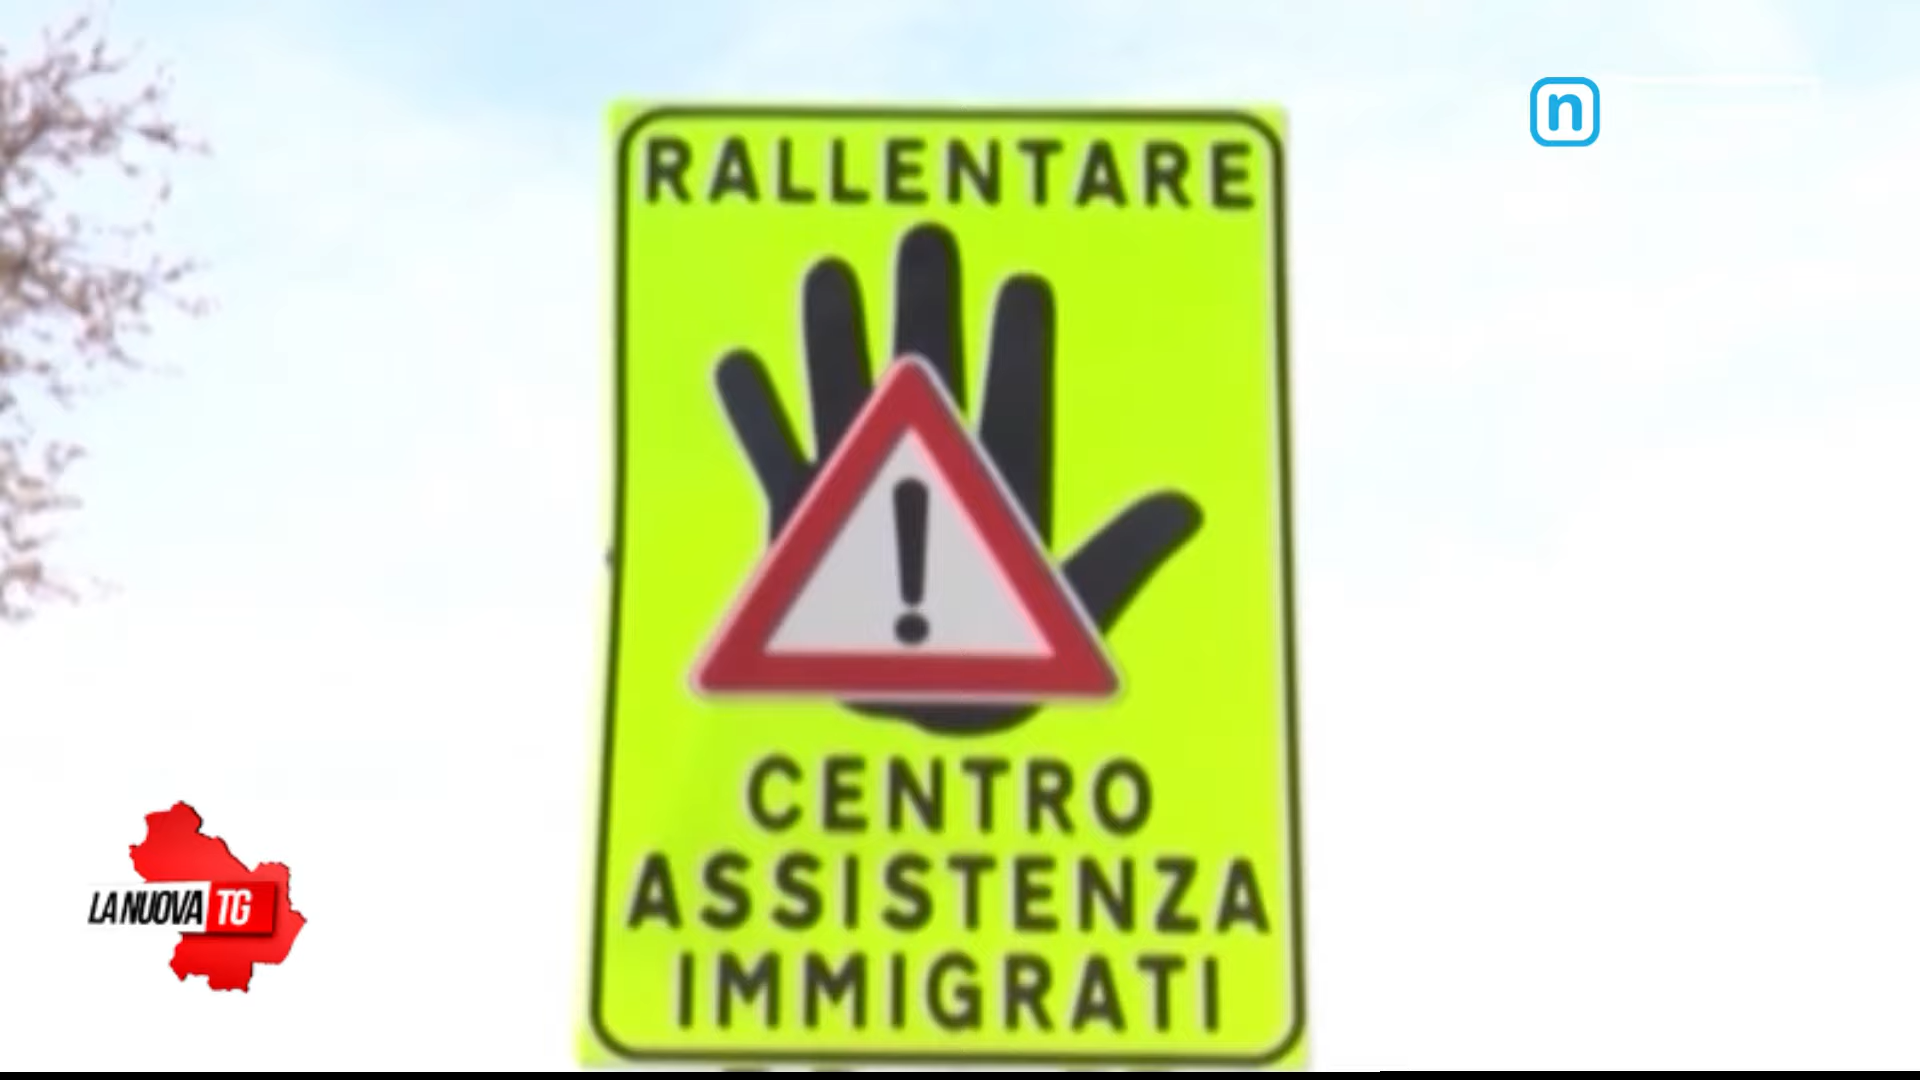 n
RALLENTARE
!
CENTRO
ASSISTENZA
IMMIGRATI
LA NUOVA TG